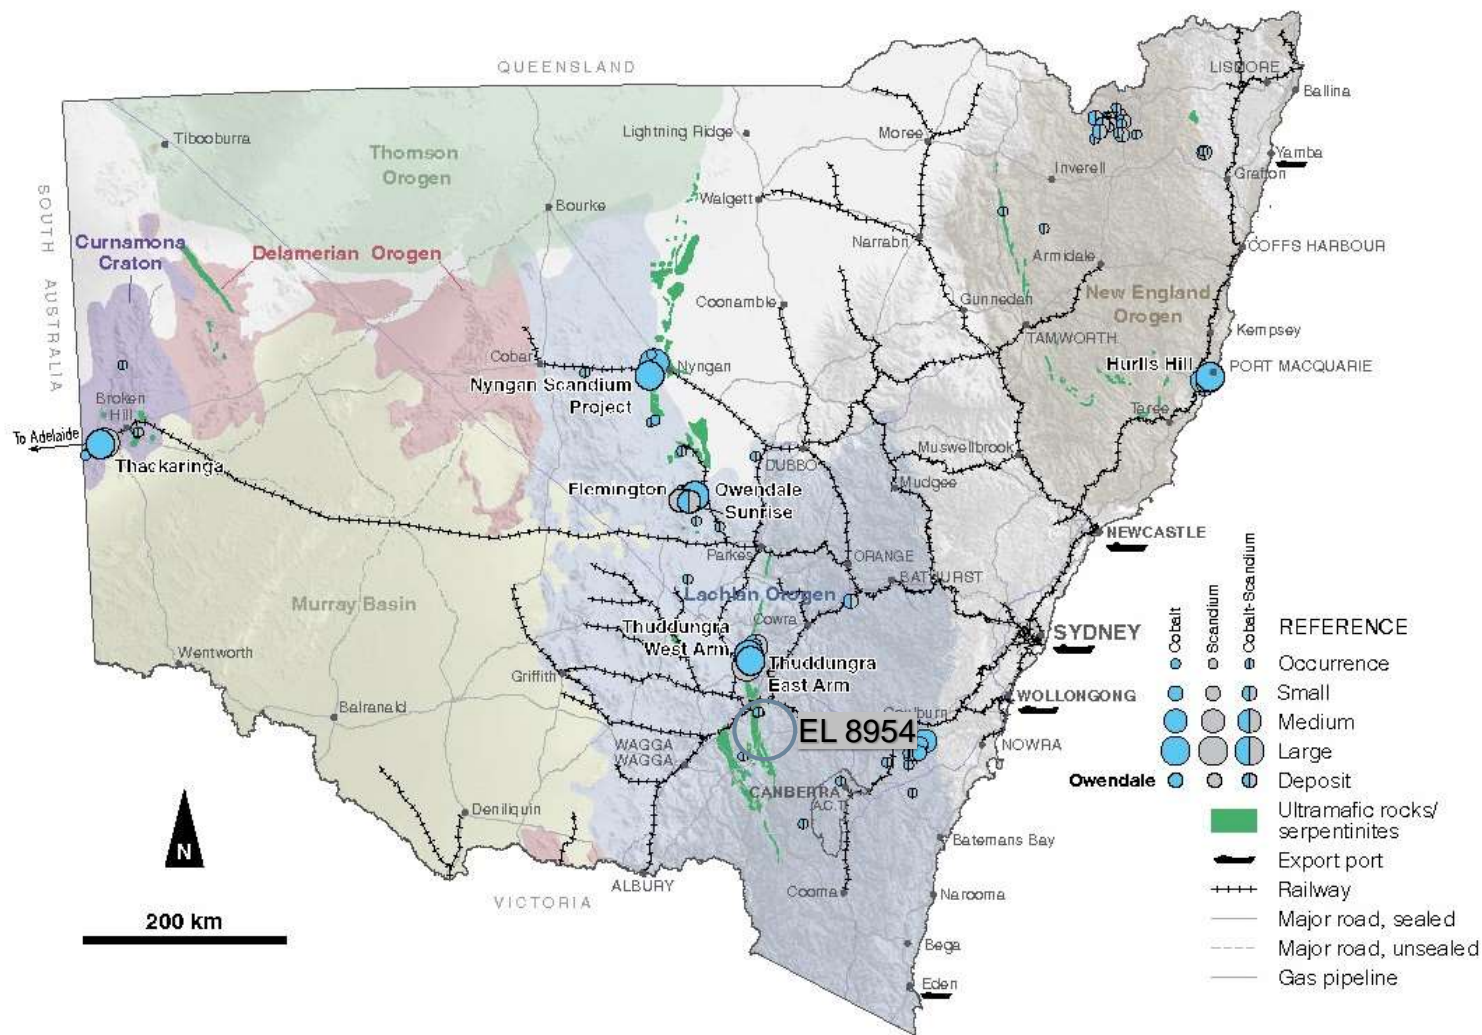 QUEENSLAND
LISMORE
Ballina
Tibooburra
Lightning Ridge
Moree
Thomson
Orogen
Inverell
Yamba
Grafton
SOUTH AUSTRALIA
Bourke
Walgett
Curnamona
Craton
Delamerian Orogen
Narrabri
COFFS HARBOUR
Armidale
Coonamble
Gunnedah
New England
Orogen
Kempsey
TAMWORTH
Cobar
Nyngan
Hurlls Hill
PORT MACQUARIE
Nyngan Scandium
Project
Broken
Hill
Taree
To Adelaide
Thackaringa
DUBBO
Muswellbrook
Flemington
Owendale
Sunrise
Mudgee
NEWCASTLE
Parkes
ORANGE
BATHURST
Murray Basin
Lachlan Orogen
Cowra
Thuddungra
West Arm
SYDNEY
Wentworth
Thuddungra
East Arm
Griffith
WOLLONGONG
Balranald
Goulburn
EL 8954
NOWRA
WAGGA
WAGGA
CANBERRA
A.C.T.
Deniliquin
Batemans Bay
ALBURY
Cooma
Narooma
VICTORIA
Bega
Eden
N
200 km
Cobalt
Scandium
Cobalt-Scandium
REFERENCE
Occurrence
Small
Medium
Large
Owendale
Deposit
Ultramafic rocks/
serpentinites
Export port
Railway
Major road, sealed
Major road, unsealed
Gas pipeline